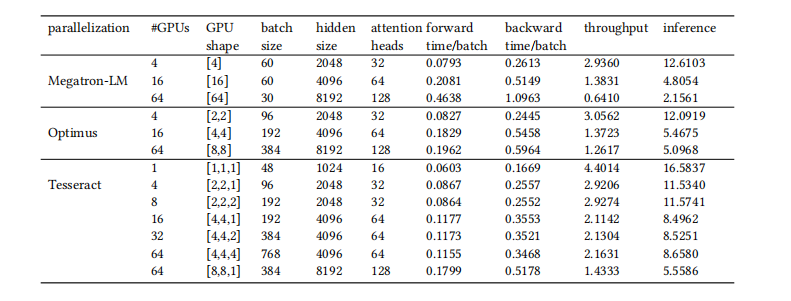 parallelization #GPUs GPU shape batch size hidden size attention heads forward time/batch backward time/batch throughput inference
4 [4] 60 2048 32 0.0793 0.2613 2.9360 12.6103
Megatron-LM 16 [16] 60 4096 64 0.2081 0.5149 1.3831 4.8054
64 [64] 30 8192 128 0.4638 1.0963 0.6410 2.1561
4 [2,2] 96 2048 32 0.0827 0.2445 3.0562 12.0919
Optimus 16 [4,4] 192 4096 64 0.1829 0.5458 1.3723 5.4675
64 [8,8] 384 8192 128 0.1962 0.5964 1.2617 5.0968
1 [1,1,1] 48 1024 16 0.0603 0.1669 4.4014 16.5837
Tesseract 4 [2,2,1] 96 2048 32 0.0867 0.2557 2.9206 11.5340
8 [2,2,2] 192 2048 32 0.0864 0.2552 2.9274 11.5741
16 [4,4,1] 192 4096 64 0.1177 0.3553 2.1142 8.4962
32 [4,4,2] 384 4096 64 0.1173 0.3521 2.1304 8.5251
64 [4,4,4] 768 4096 64 0.1155 0.3468 2.1631 8.6580
64 [8,8,1] 384 8192 128 0.1799 0.5178 1.4333 5.5586